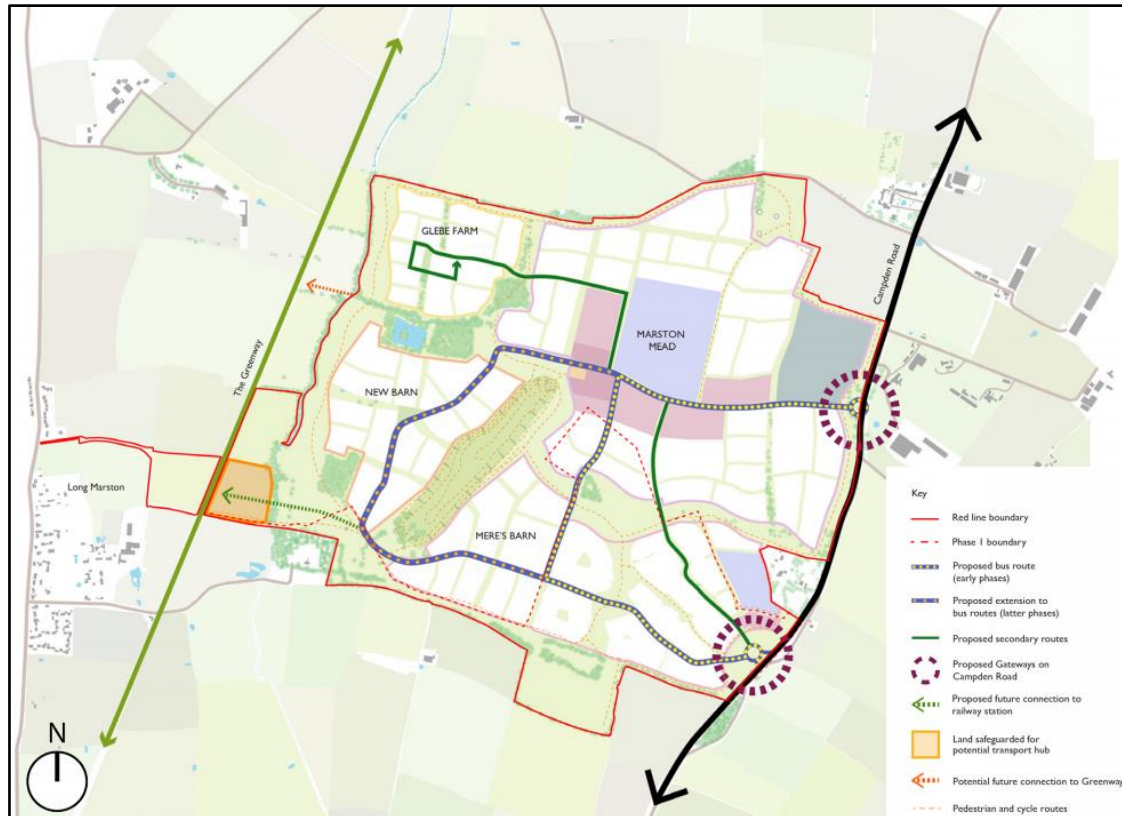 GLEBE FARM
Campden Road
MARSTON
MEAD
The Greenway
NEW BARN
Long Marston
MERE'S BARN
N
Key
Red line boundary
Phase 1 boundary
Proposed bus route
(early phases)
Proposed extension to
bus routes (latter phases)
Proposed secondary routes
Proposed Gateways on
Campden Road
Proposed future connection to
railway station
Land safeguarded for
potential transport hub
Potential future connection to Greenway
Pedestrian and cycle routes